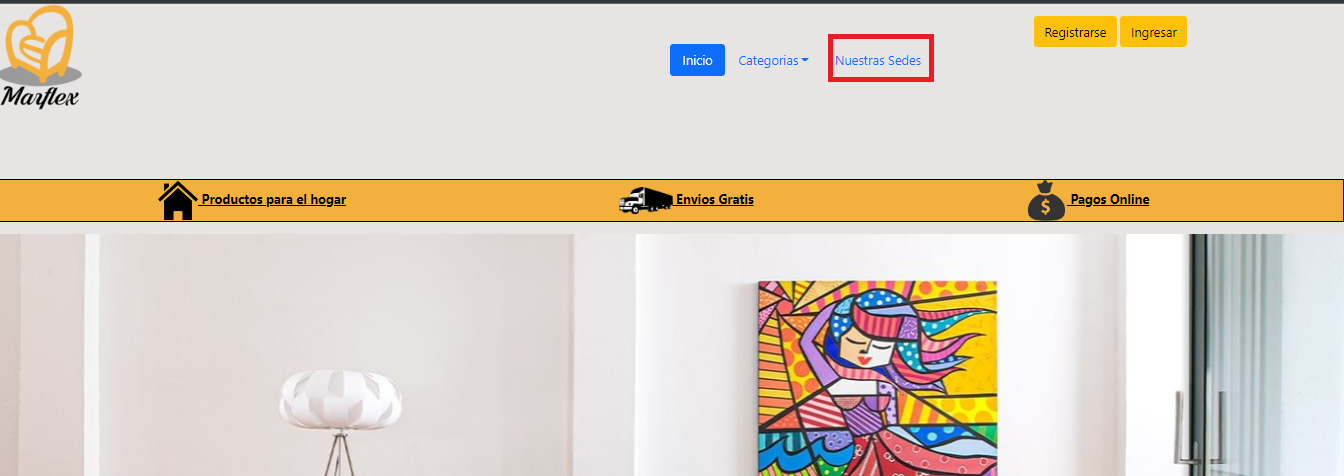 Marflex
Inicio
Categorias
Nuestras Sedes
Registrarse
Ingresar
Productos para el hogar
Envios Gratis
Pagos Online
$